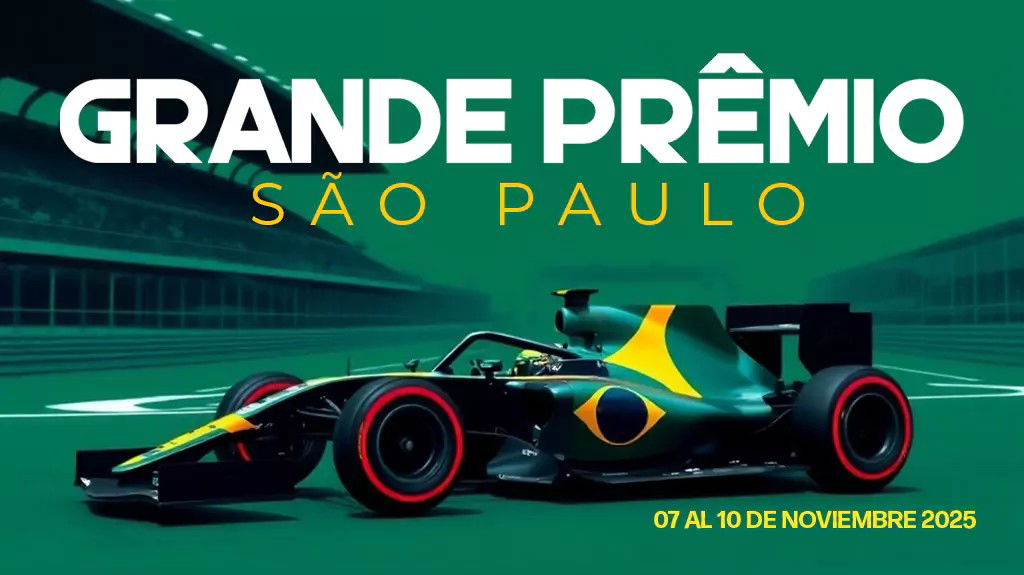 GRANDE PRÊMIO
SÃO PAULO
07 AL 10 DE NOVIEMBRE 2025